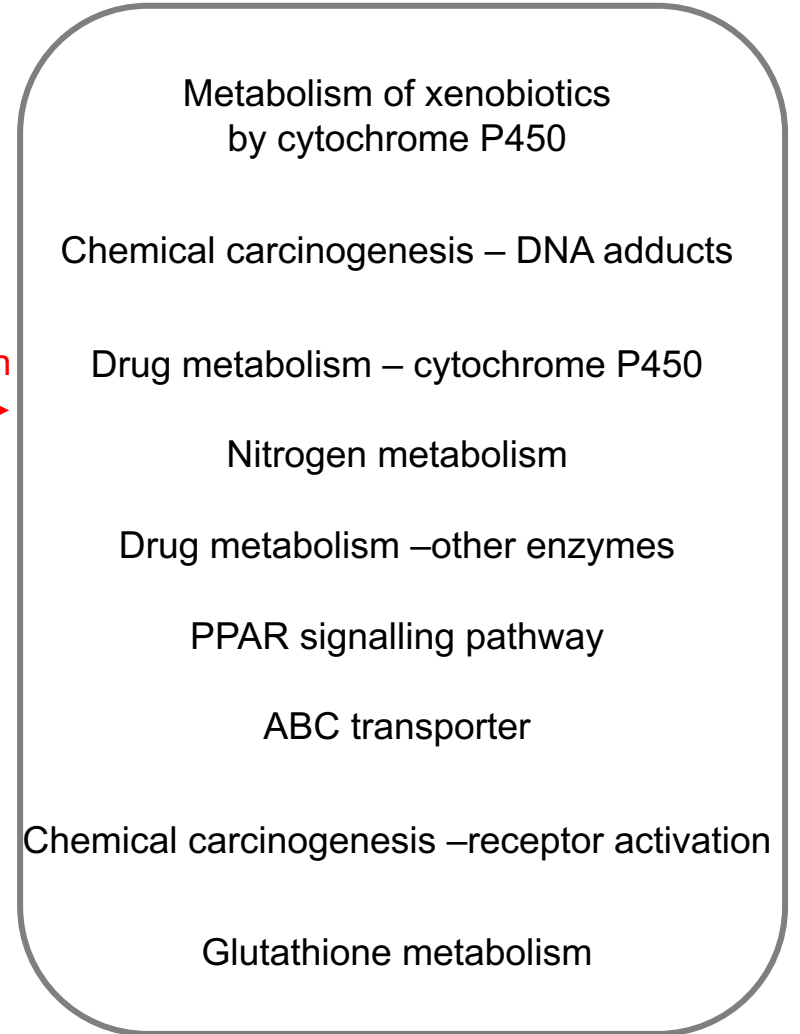 Metabolism of xenobiotics
by cytochrome P450
Chemical carcinogenesis – DNA adducts
Drug metabolism – cytochrome P450
Nitrogen metabolism
Drug metabolism –other enzymes
PPAR signalling pathway
ABC transporter
Chemical carcinogenesis –receptor activation
Glutathione metabolism